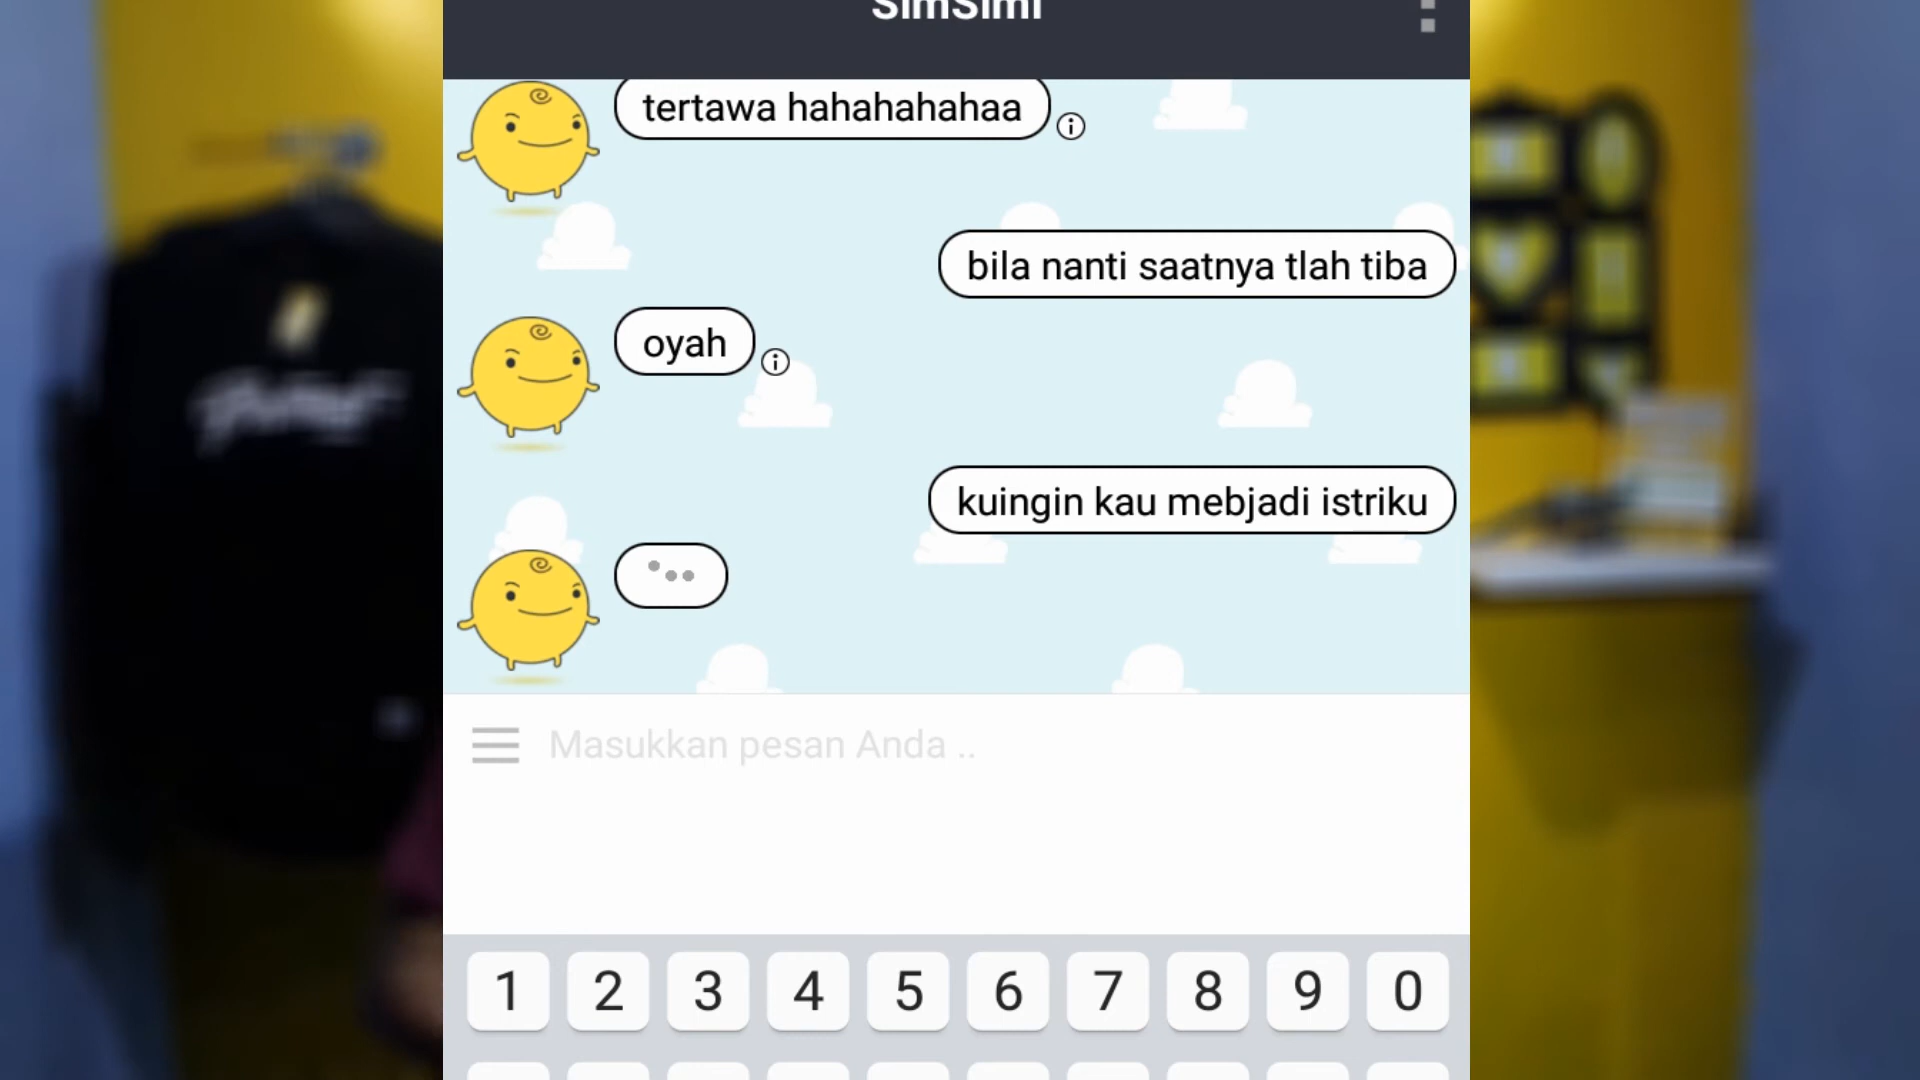 SimSimi
tertawa hahahahahaa
bila nanti saatnya tlah tiba
oyah
kuingin kau mebjadi istriku
Masukkan pesan Anda ..
1 2 3 4 5 6 7 8 9 0